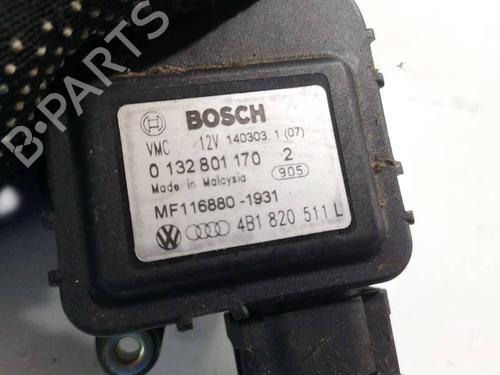 B-PARTS
BOSCH
VMC 12V 140303 1 (07)
0 132 801 170 2
Made in Malaysia 905
MF116880-1931
4B1 820 511 L